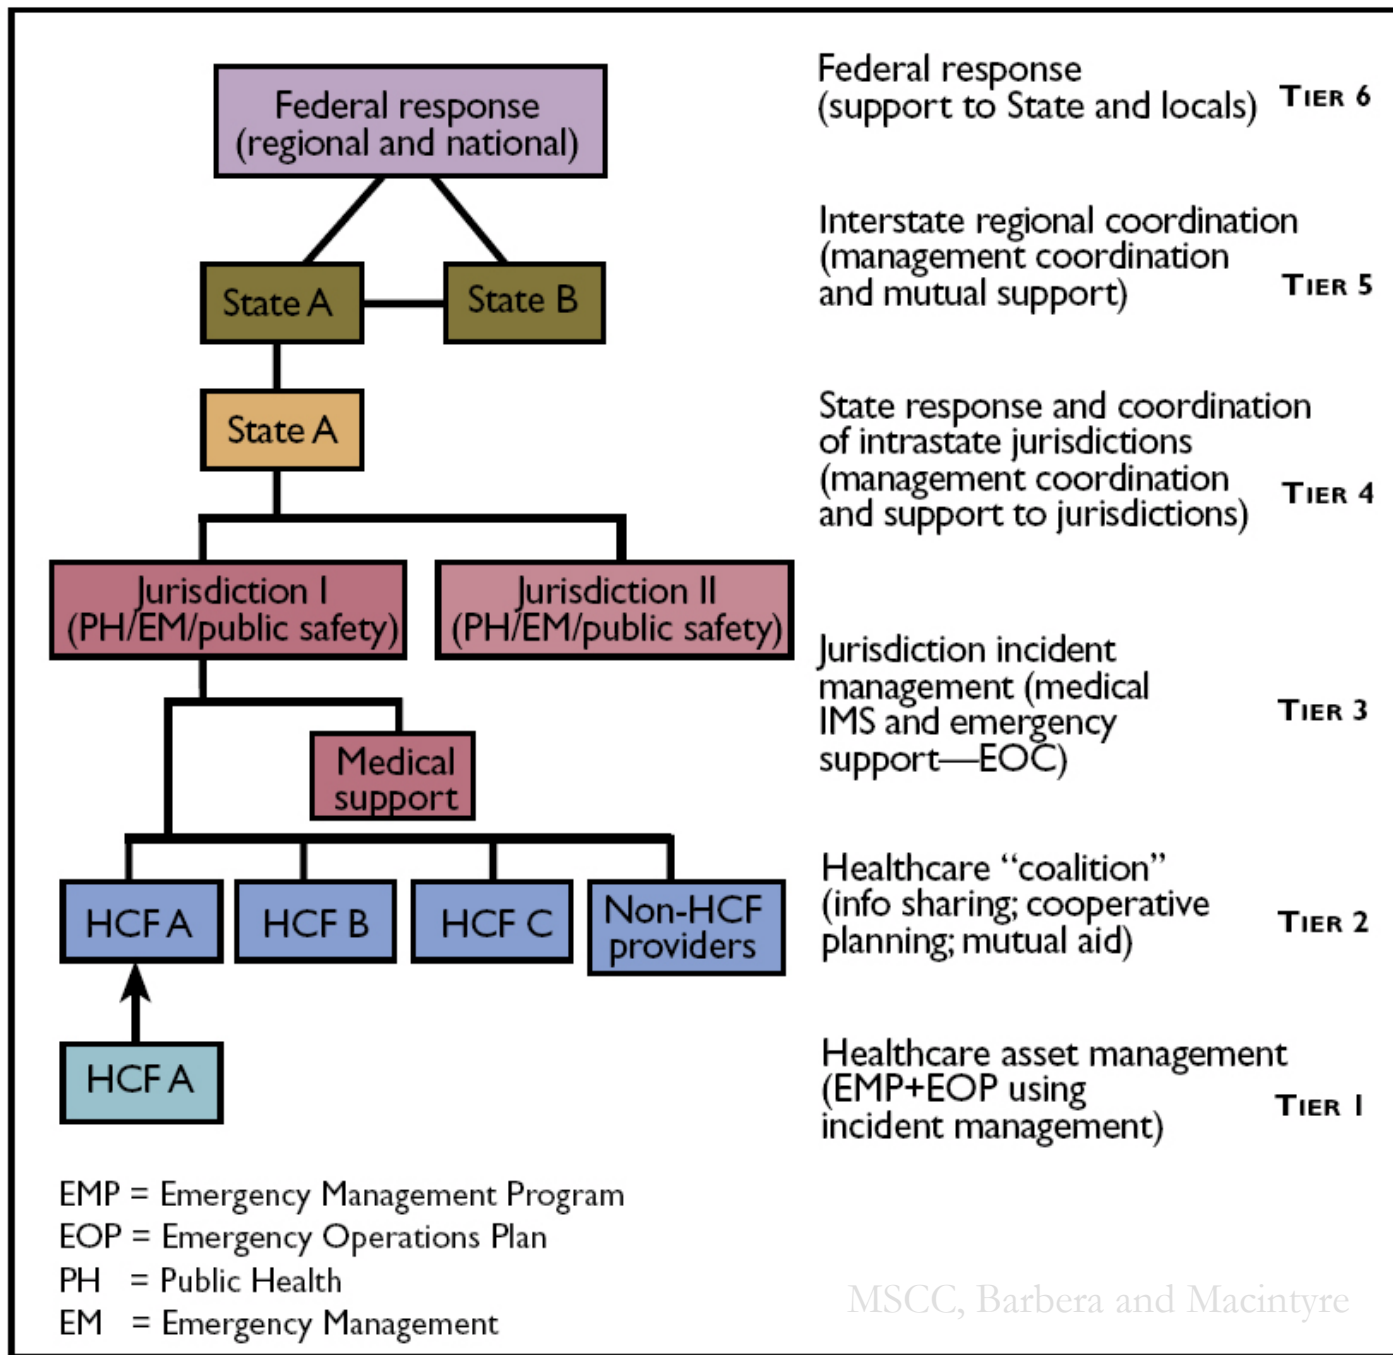 Federal response
(regional and national)
Federal response
(support to State and locals)
TIER 6
State A
State B
Interstate regional coordination
(management coordination
and mutual support)
TIER 5
State A
State response and coordination
of intrastate jurisdictions
(management coordination
and support to jurisdictions)
TIER 4
Jurisdiction I
(PH/EM/public safety)
Jurisdiction II
(PH/EM/public safety)
Medical
support
Jurisdiction incident
management (medical
IMS and emergency
support—EOC)
TIER 3
HCF A
HCF B
HCF C
Non-HCF
providers
Healthcare “coalition”
(info sharing; cooperative
planning; mutual aid)
TIER 2
HCF A
Healthcare asset management
(EMP+EOP using
incident management)
TIER 1
EMP = Emergency Management Program
EOP = Emergency Operations Plan
PH = Public Health
EM = Emergency Management
MSCC, Barbera and Macintyre